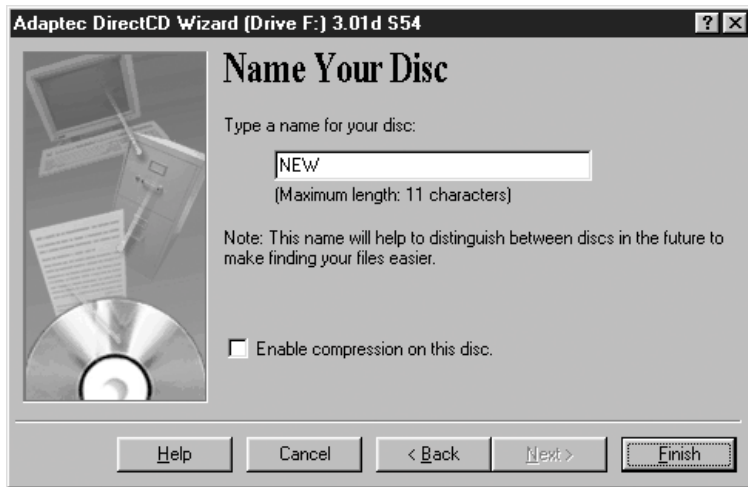 Adaptec DirectCD Wizard (Drive F:) 3.01d S54
Name Your Disc
Type a name for your disc:
NEW
(Maximum length: 11 characters)
Note: This name will help to distinguish between discs in the future to
make finding your files easier.
Enable compression on this disc.
Help
Cancel
< Back
Next >
Finish